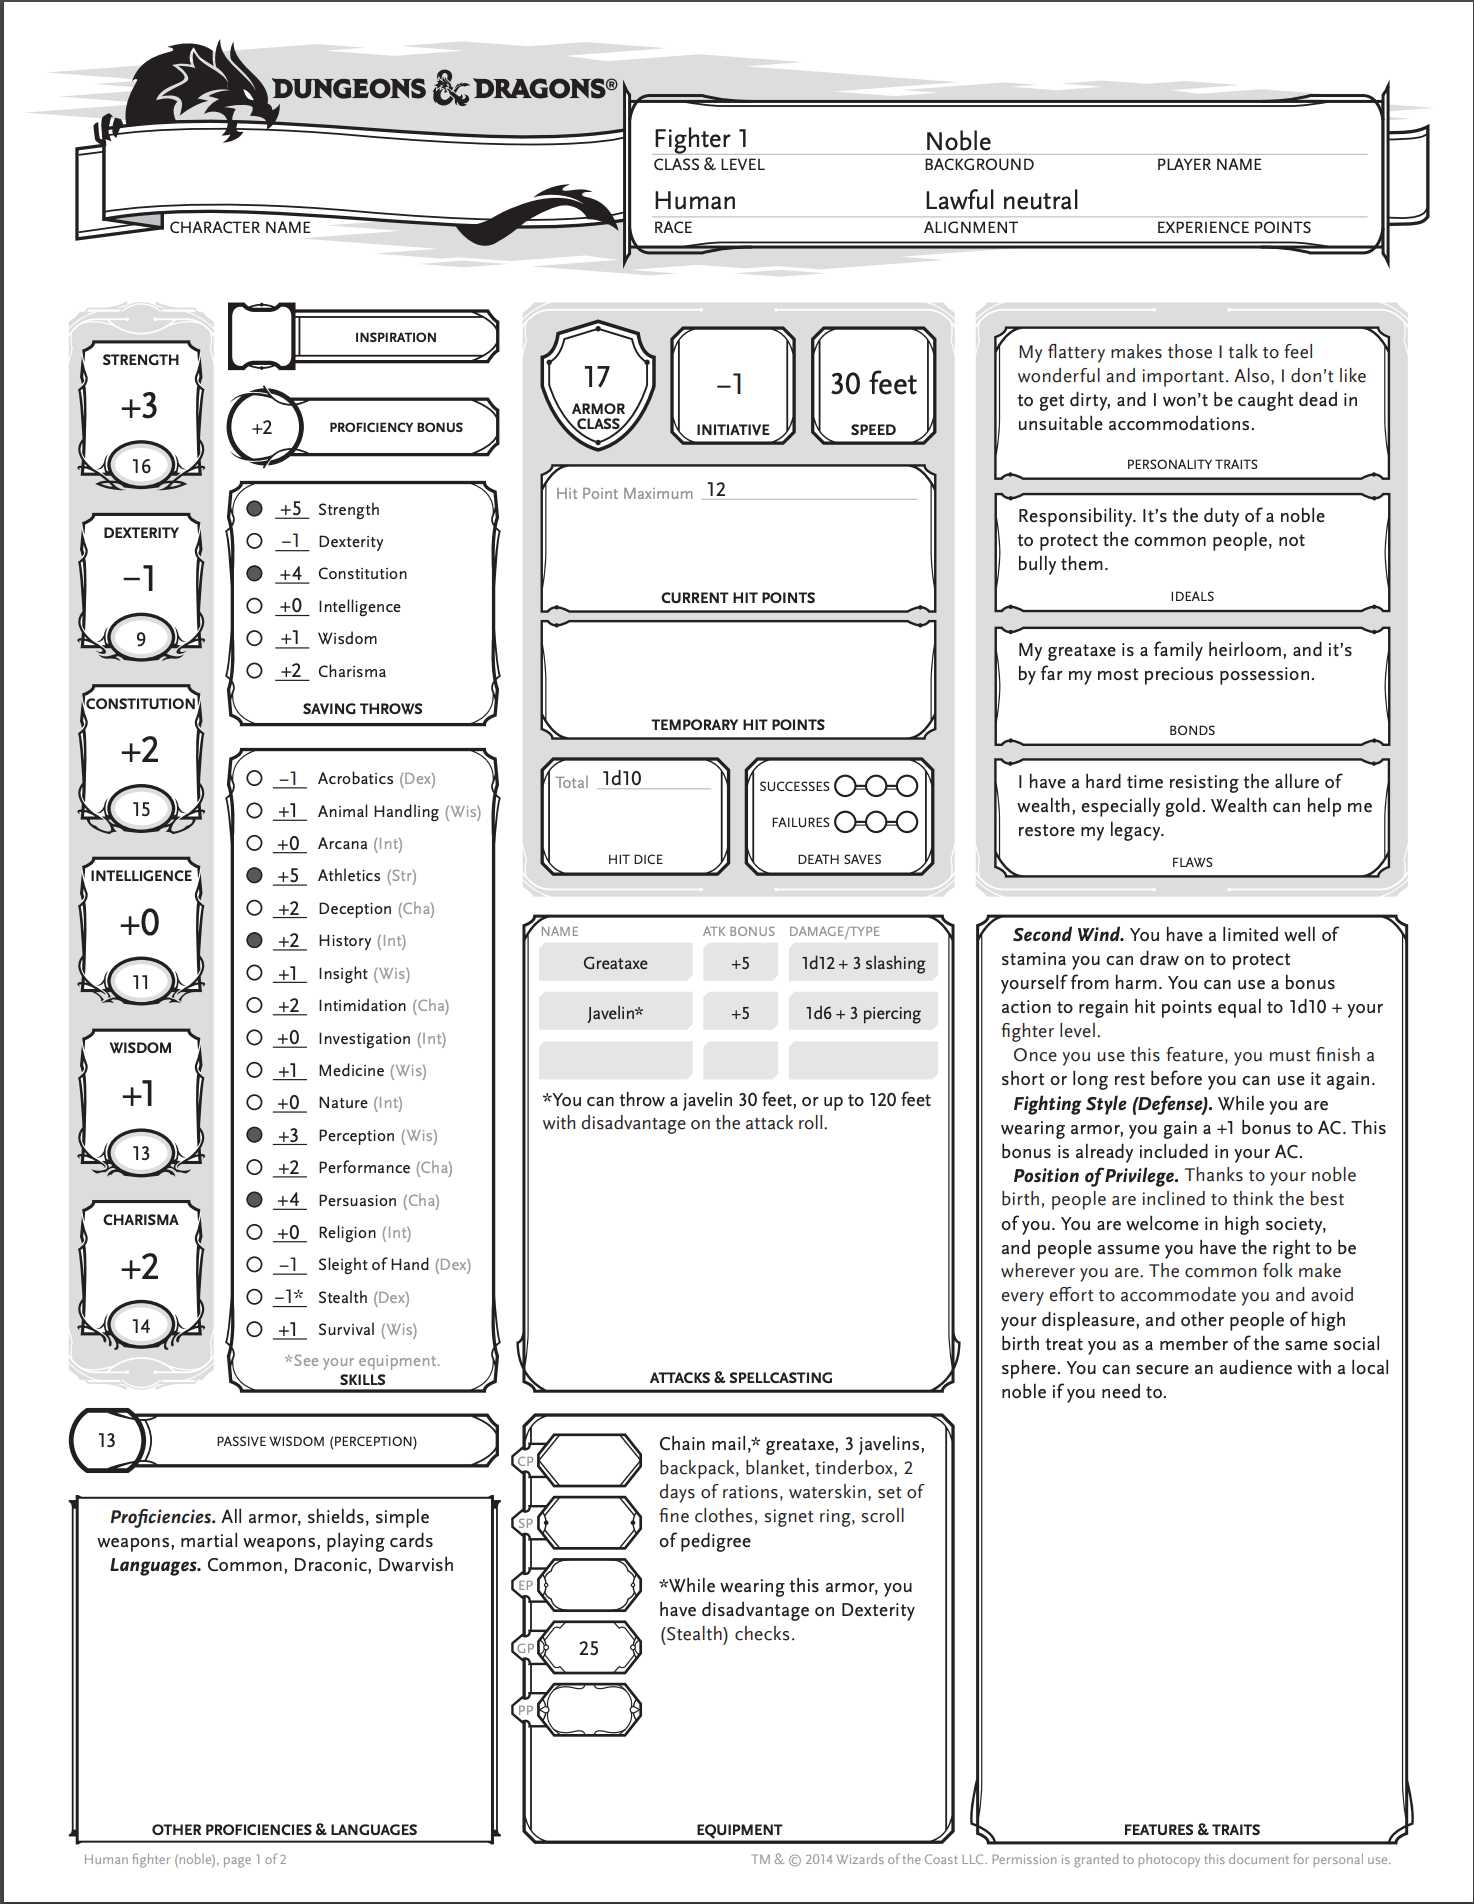 DUNGEONS & DRAGONS®
CHARACTER NAME
Fighter 1
CLASS & LEVEL
Noble
BACKGROUND
PLAYER NAME
Human
RACE
Lawful neutral
ALIGNMENT
EXPERIENCE POINTS
STRENGTH
+3
16
DEXTERITY
–1
9
CONSTITUTION
+2
15
INTELLIGENCE
+0
11
WISDOM
+1
13
CHARISMA
+2
14
INSPIRATION
+2 PROFICIENCY BONUS
+5 Strength
–1 Dexterity
+4 Constitution
+0 Intelligence
+1 Wisdom
+2 Charisma
SAVING THROWS
–1 Acrobatics (Dex)
+1 Animal Handling (Wis)
+0 Arcana (Int)
+5 Athletics (Str)
+2 Deception (Cha)
+2 History (Int)
+1 Insight (Wis)
+2 Intimidation (Cha)
+0 Investigation (Int)
+1 Medicine (Wis)
+0 Nature (Int)
+3 Perception (Wis)
+2 Performance (Cha)
+4 Persuasion (Cha)
+0 Religion (Int)
–1 Sleight of Hand (Dex)
–1* Stealth (Dex)
+1 Survival (Wis)
*See your equipment.
SKILLS
13 PASSIVE WISDOM (PERCEPTION)
Proficiencies. All armor, shields, simple
weapons, martial weapons, playing cards
Languages. Common, Draconic, Dwarvish
OTHER PROFICIENCIES & LANGUAGES
17
ARMOR
CLASS
–1
INITIATIVE
30 feet
SPEED
Hit Point Maximum 12
CURRENT HIT POINTS
TEMPORARY HIT POINTS
Total 1d10
HIT DICE
SUCCESSES
FAILURES
DEATH SAVES
NAME ATK BONUS DAMAGE/TYPE
Greataxe +5 1d12 + 3 slashing
Javelin* +5 1d6 + 3 piercing
*You can throw a javelin 30 feet, or up to 120 feet
with disadvantage on the attack roll.
ATTACKS & SPELLCASTING
CP
SP
EP
GP 25
PP
Chain mail,* greataxe, 3 javelins,
backpack, blanket, tinderbox, 2
days of rations, waterskin, set of
fine clothes, signet ring, scroll
of pedigree
*While wearing this armor, you
have disadvantage on Dexterity
(Stealth) checks.
EQUIPMENT
My flattery makes those I talk to feel
wonderful and important. Also, I don't like
to get dirty, and I won't be caught dead in
unsuitable accommodations.
PERSONALITY TRAITS
Responsibility. It's the duty of a noble
to protect the common people, not
bully them.
IDEALS
My greataxe is a family heirloom, and it's
by far my most precious possession.
BONDS
I have a hard time resisting the allure of
wealth, especially gold. Wealth can help me
restore my legacy.
FLAWS
Second Wind. You have a limited well of
stamina you can draw on to protect
yourself from harm. You can use a bonus
action to regain hit points equal to 1d10 + your
fighter level.
Once you use this feature, you must finish a
short or long rest before you can use it again.
Fighting Style (Defense). While you are
wearing armor, you gain a +1 bonus to AC. This
bonus is already included in your AC.
Position of Privilege. Thanks to your noble
birth, people are inclined to think the best
of you. You are welcome in high society,
and people assume you have the right to be
wherever you are. The common folk make
every effort to accommodate you and avoid
your displeasure, and other people of high
birth treat you as a member of the same social
sphere. You can secure an audience with a local
noble if you need to.
FEATURES & TRAITS
Human fighter (noble), page 1 of 2
TM & © 2014 Wizards of the Coast LLC. Permission is granted to photocopy this document for personal use.